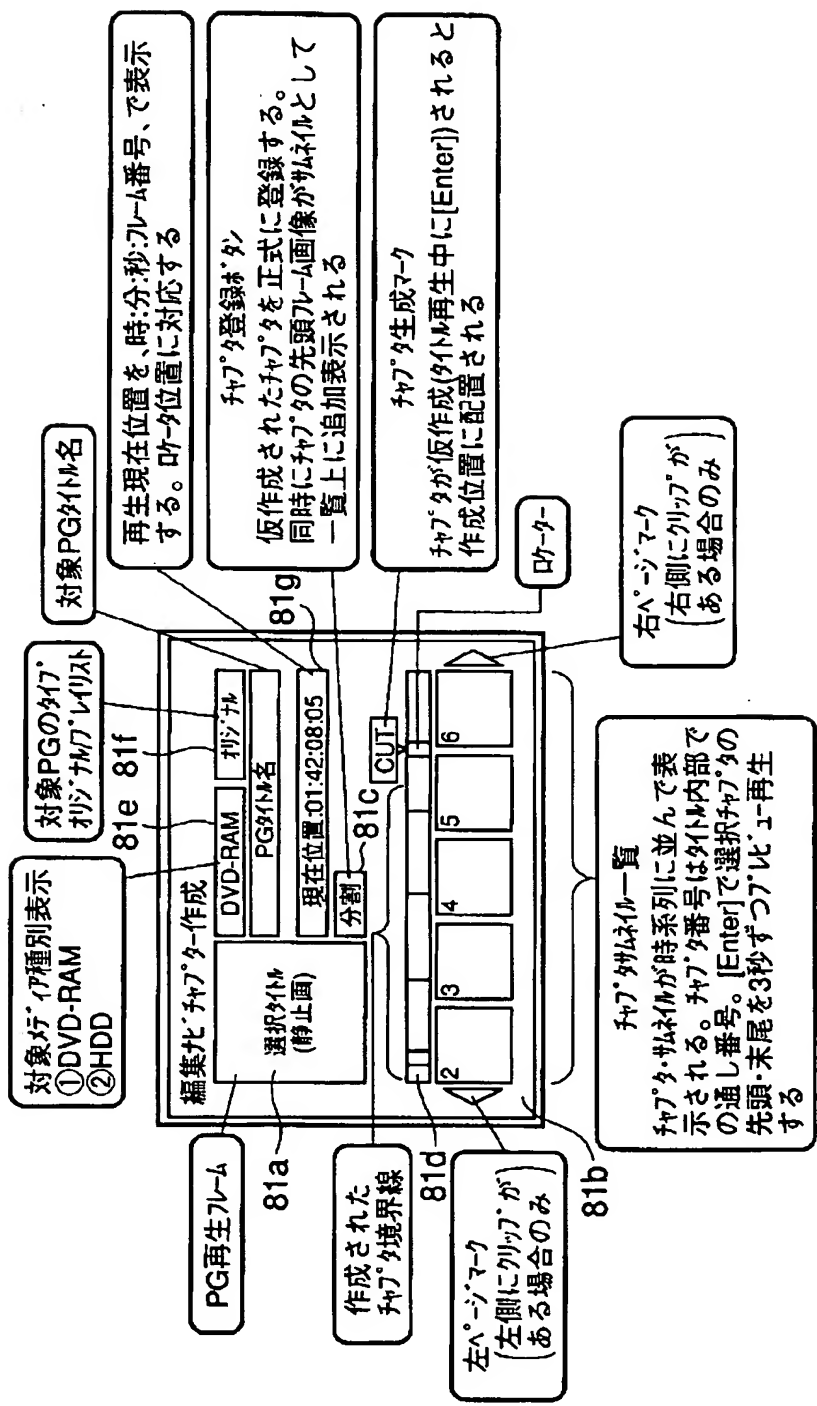 対象メディア種別表示
①DVD-RAM
②HDD
対象PGのタイプ
オリジナル/プレイリスト
対象PGタイトル名
再生現在位置を、時:分:秒:フレーム番号、で表示
する。ロケータ位置に対応する
チャプタ登録ボタン
仮作成されたチャプタを正式に登録する。
同時にチャプタの先頭フレーム画像がサムネイルとして
一覧上に追加表示される
チャプタ生成マーク
チャプタが仮作成(タイトル再生中に[Enter])されると
作成位置に配置される
ロケーター
右ページマーク
(右側にクリップが
ある場合のみ)
PG再生フレーム
81a
作成された
チャプタ境界線
81d
左ページマーク
(左側にクリップが
ある場合のみ)
81b
81e
81f
81g
81c
編集ナビチャプター作成
選択タイトル
(静止画)
DVD-RAM
オリジナル
PGタイトル名
現在位置:01:42:08:05
分割
CUT
2
3
4
5
6
チャプタサムネイル一覧
チャプタ・サムネイルが時系列に並んで表
示される。チャプタ番号はタイトル内部で
の通し番号。[Enter]で選択チャプタの
先頭・末尾を3秒ずつプレビュー再生
する